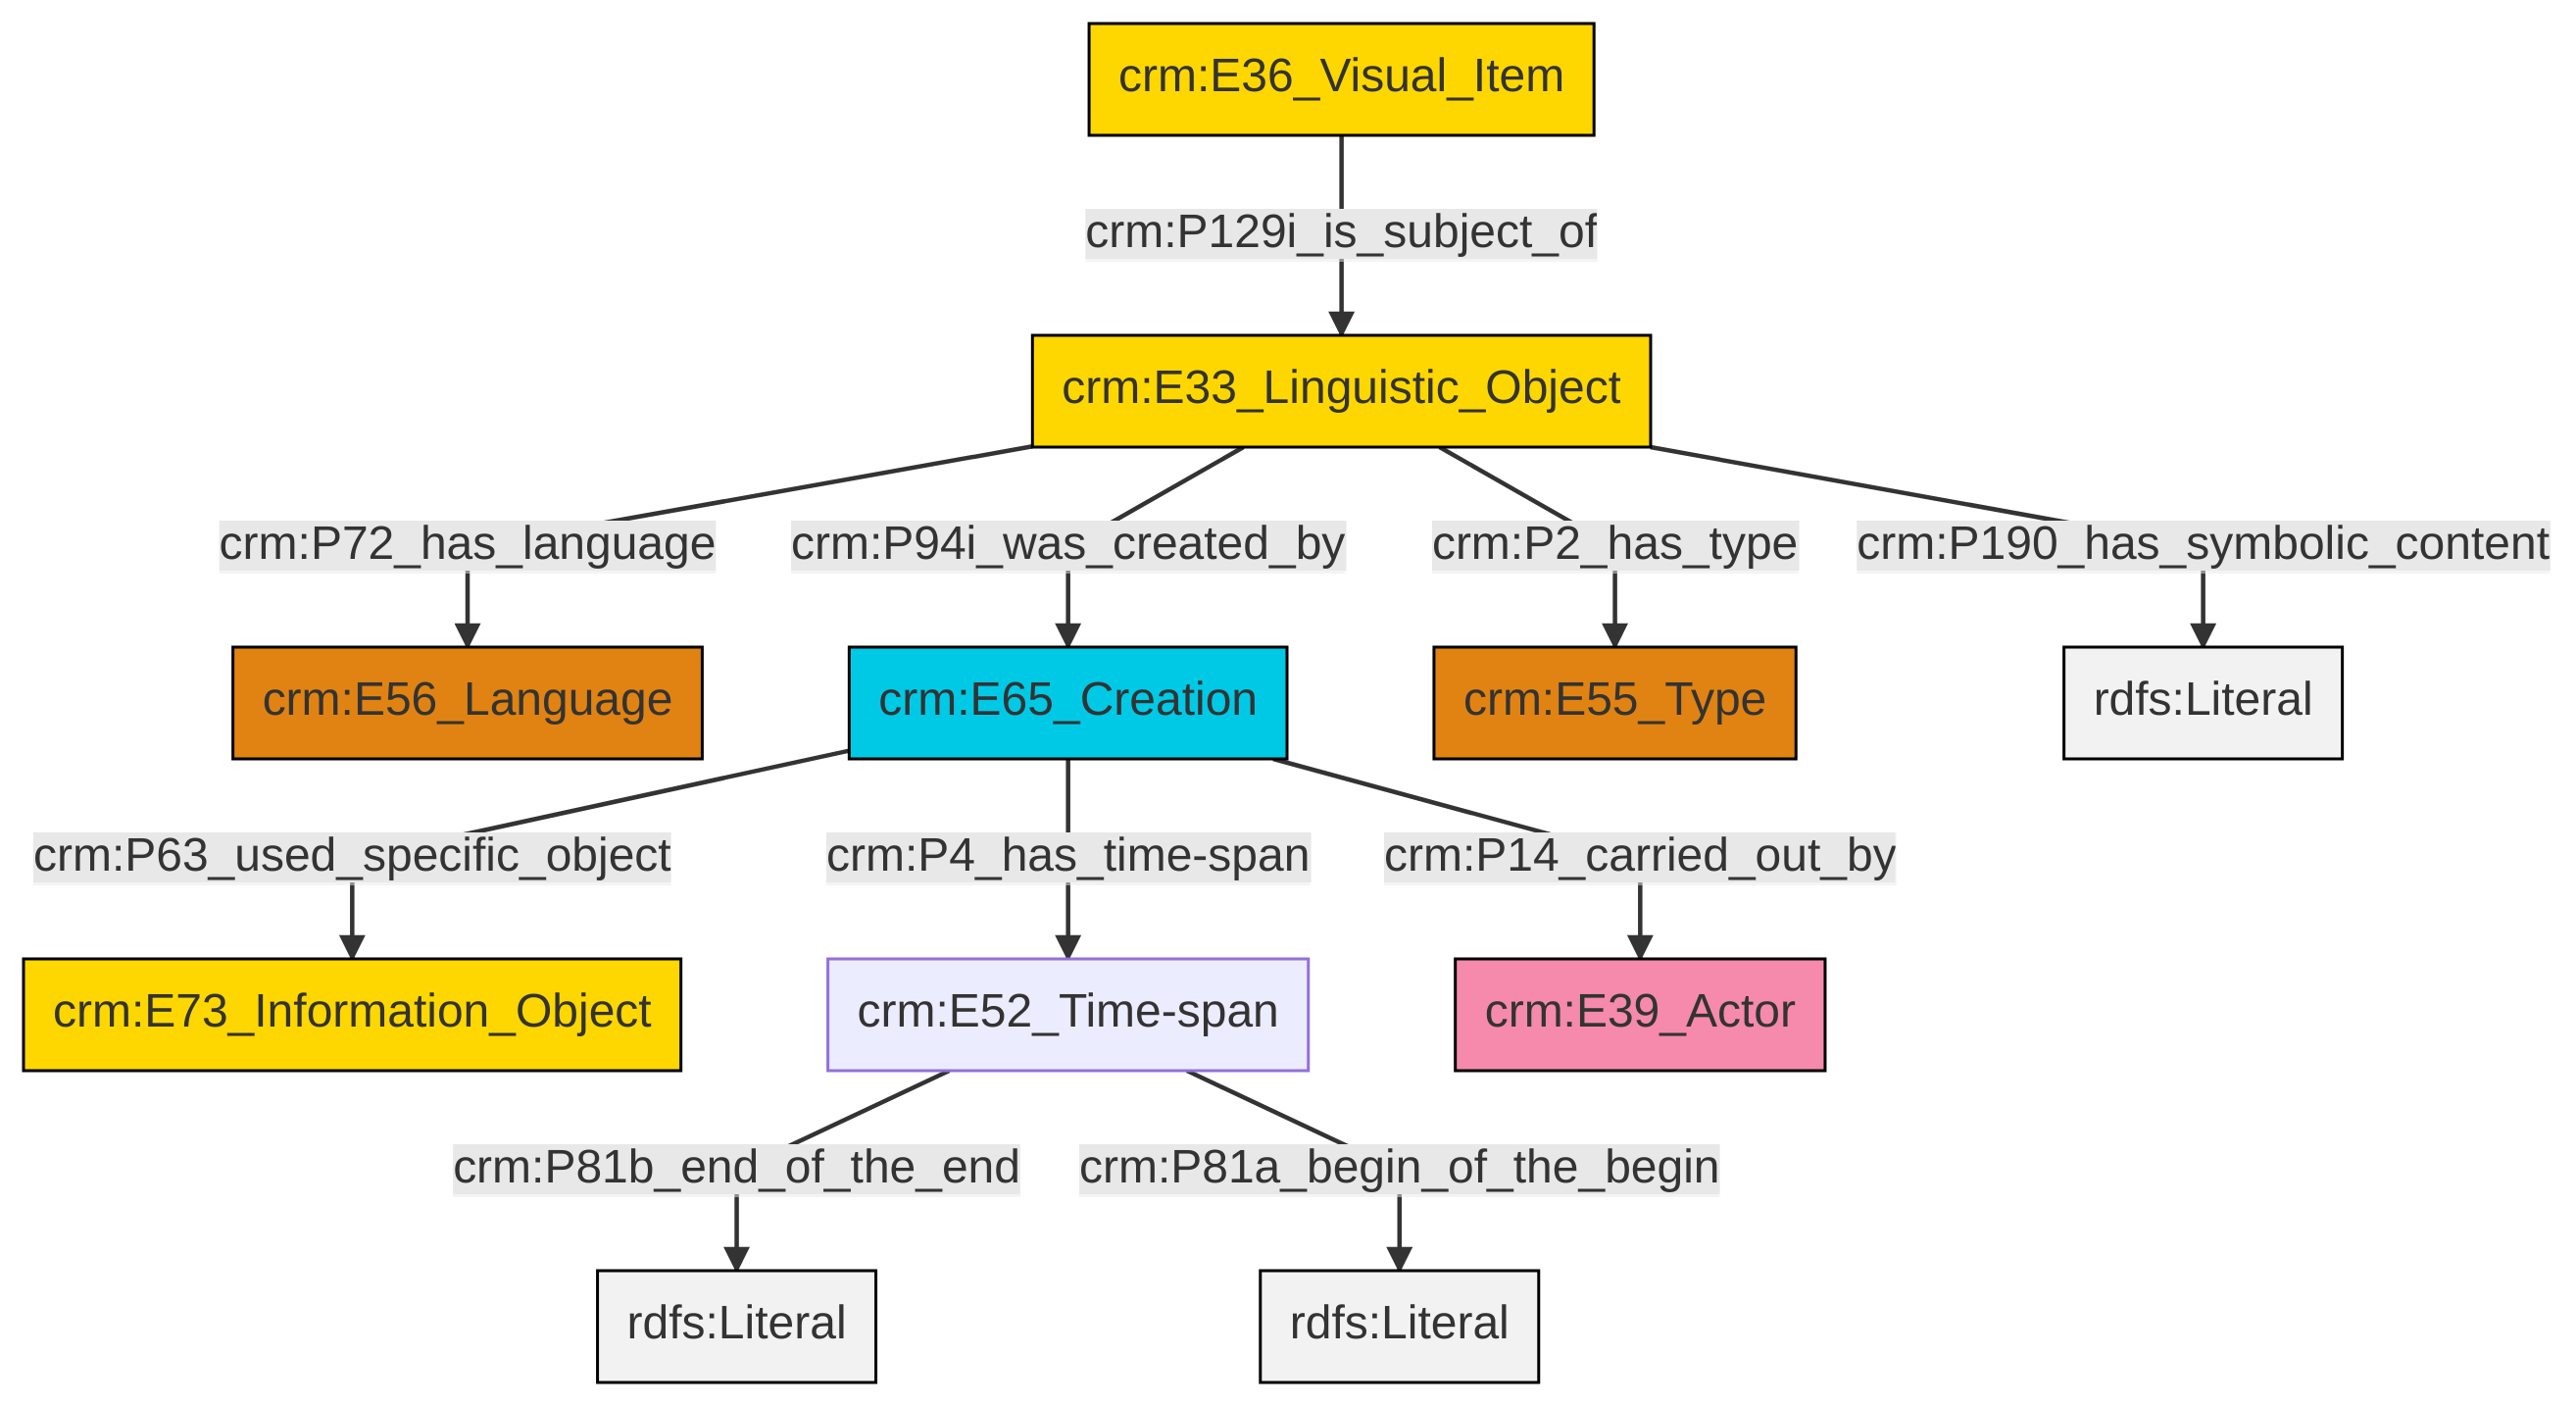 crm:E36_Visual_Item
crm:P129i_is_subject_of
crm:E33_Linguistic_Object
crm:P72_has_language
crm:P94i_was_created_by
crm:P2_has_type
crm:P190_has_symbolic_content
crm:E56_Language
crm:E65_Creation
crm:E55_Type
rdfs:Literal
crm:P63_used_specific_object
crm:P4_has_time-span
crm:P14_carried_out_by
crm:E73_Information_Object
crm:E52_Time-span
crm:E39_Actor
crm:P81b_end_of_the_end
crm:P81a_begin_of_the_begin
rdfs:Literal
rdfs:Literal